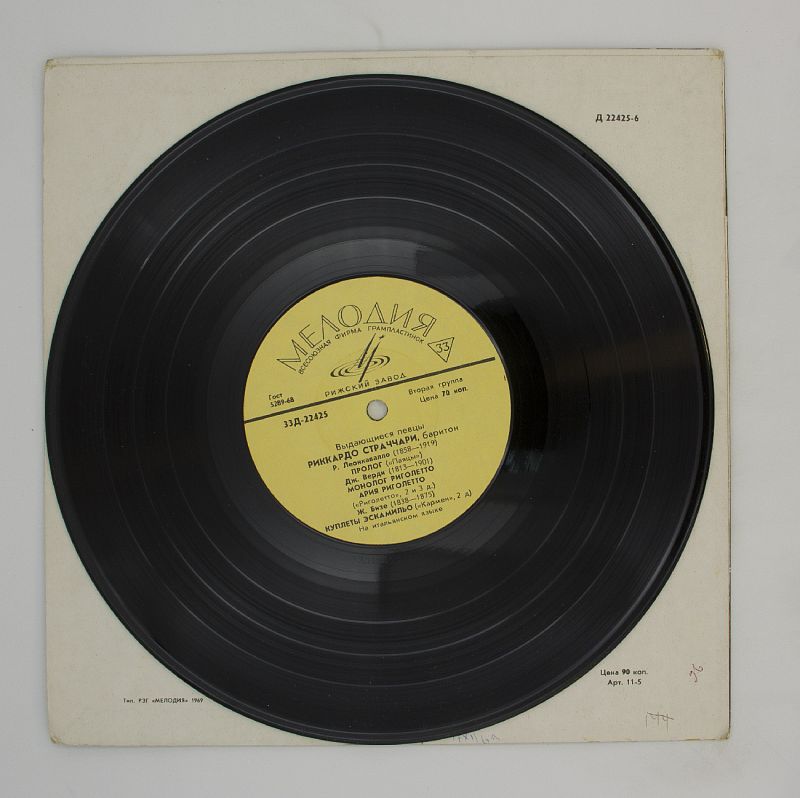 Д 22425-6
МЕЛОДИЯ
ВСЕСОЮЗНАЯ ФИРМА ГРАМПЛАСТИНОК
33
РИЖСКИЙ ЗАВОД
Гост
5289-68
Вторая группа
Цена 70 коп.
33Д-22425
Выдающиеся певцы
РИККАРДО СТРАЧЧАРИ, баритон
Р. Леонкавалло (1858—1919)
ПРОЛОГ («Паяцы»)
Дж. Верди (1813—1901)
МОНОЛОГ РИГОЛЕТТО
АРИЯ РИГОЛЕТТО
(«Риголетто», 2 и 3 д.)
Ж. Бизе (1838—1875)
КУПЛЕТЫ ЭСКАМИЛЬО («Кармен», 2 д)
На итальянском языке
Цена 90 коп.
Арт. 11-5
Тип. РЗГ «МЕЛОДИЯ» 1969